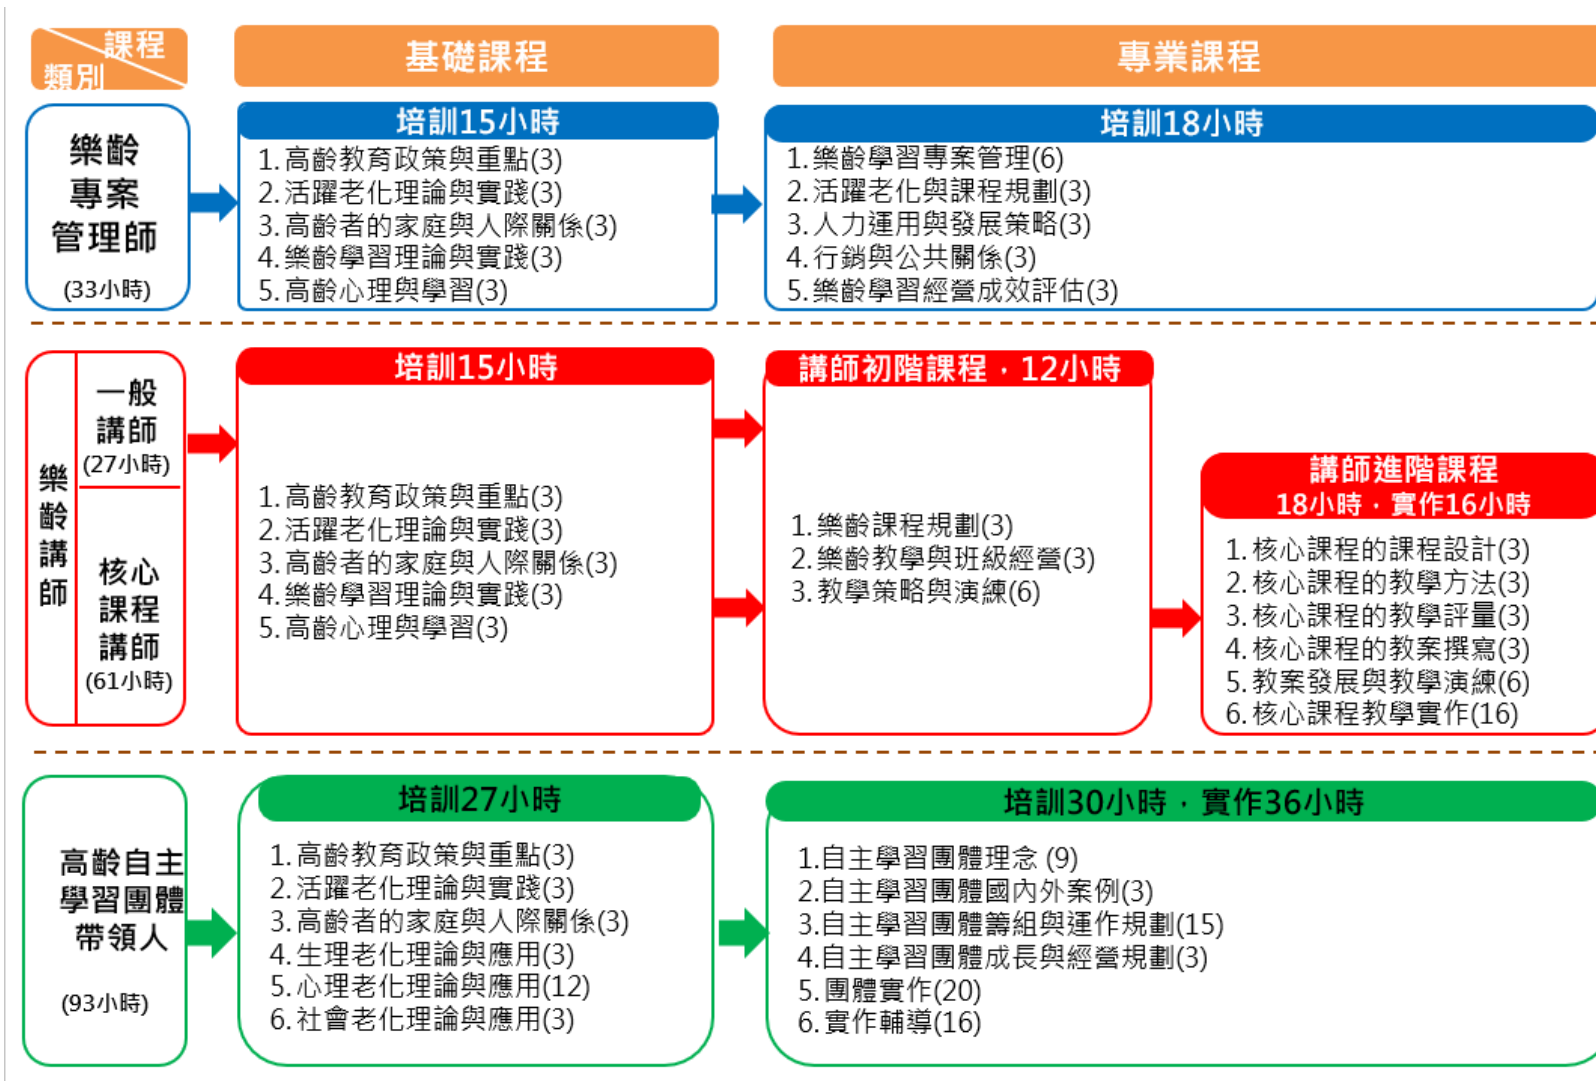 課程
類別
基礎課程
專業課程
樂齡
專案
管理師
(33小時)
培訓15小時
1.高齡教育政策與重點(3)
2.活躍老化理論與實踐(3)
3.高齡者的家庭與人際關係(3)
4.樂齡學習理論與實踐(3)
5.高齡心理與學習(3)
培訓18小時
1.樂齡學習專案管理(6)
2.活躍老化與課程規劃(3)
3.人力運用與發展策略(3)
4.行銷與公共關係(3)
5.樂齡學習經營成效評估(3)
樂齡講師
一般
講師
(27小時)
核心
課程
講師
(61小時)
培訓15小時
1.高齡教育政策與重點(3)
2.活躍老化理論與實踐(3)
3.高齡者的家庭與人際關係(3)
4.樂齡學習理論與實踐(3)
5.高齡心理與學習(3)
講師初階課程，12小時
1.樂齡課程規劃(3)
2.樂齡教學與班級經營(3)
3.教學策略與演練(6)
講師進階課程
18小時，實作16小時
1.核心課程的課程設計(3)
2.核心課程的教學方法(3)
3.核心課程的教學評量(3)
4.核心課程的教案撰寫(3)
5.教案發展與教學演練(6)
6.核心課程教學實作(16)
高齡自主
學習團體
帶領人
(93小時)
培訓27小時
1.高齡教育政策與重點(3)
2.活躍老化理論與實踐(3)
3.高齡者的家庭與人際關係(3)
4.生理老化理論與應用(3)
5.心理老化理論與應用(12)
6.社會老化理論與應用(3)
培訓30小時，實作36小時
1.自主學習團體理念 (9)
2.自主學習團體國內外案例(3)
3.自主學習團體籌組與運作規劃(15)
4.自主學習團體成長與經營規劃(3)
5.團體實作(20)
6.實作輔導(16)